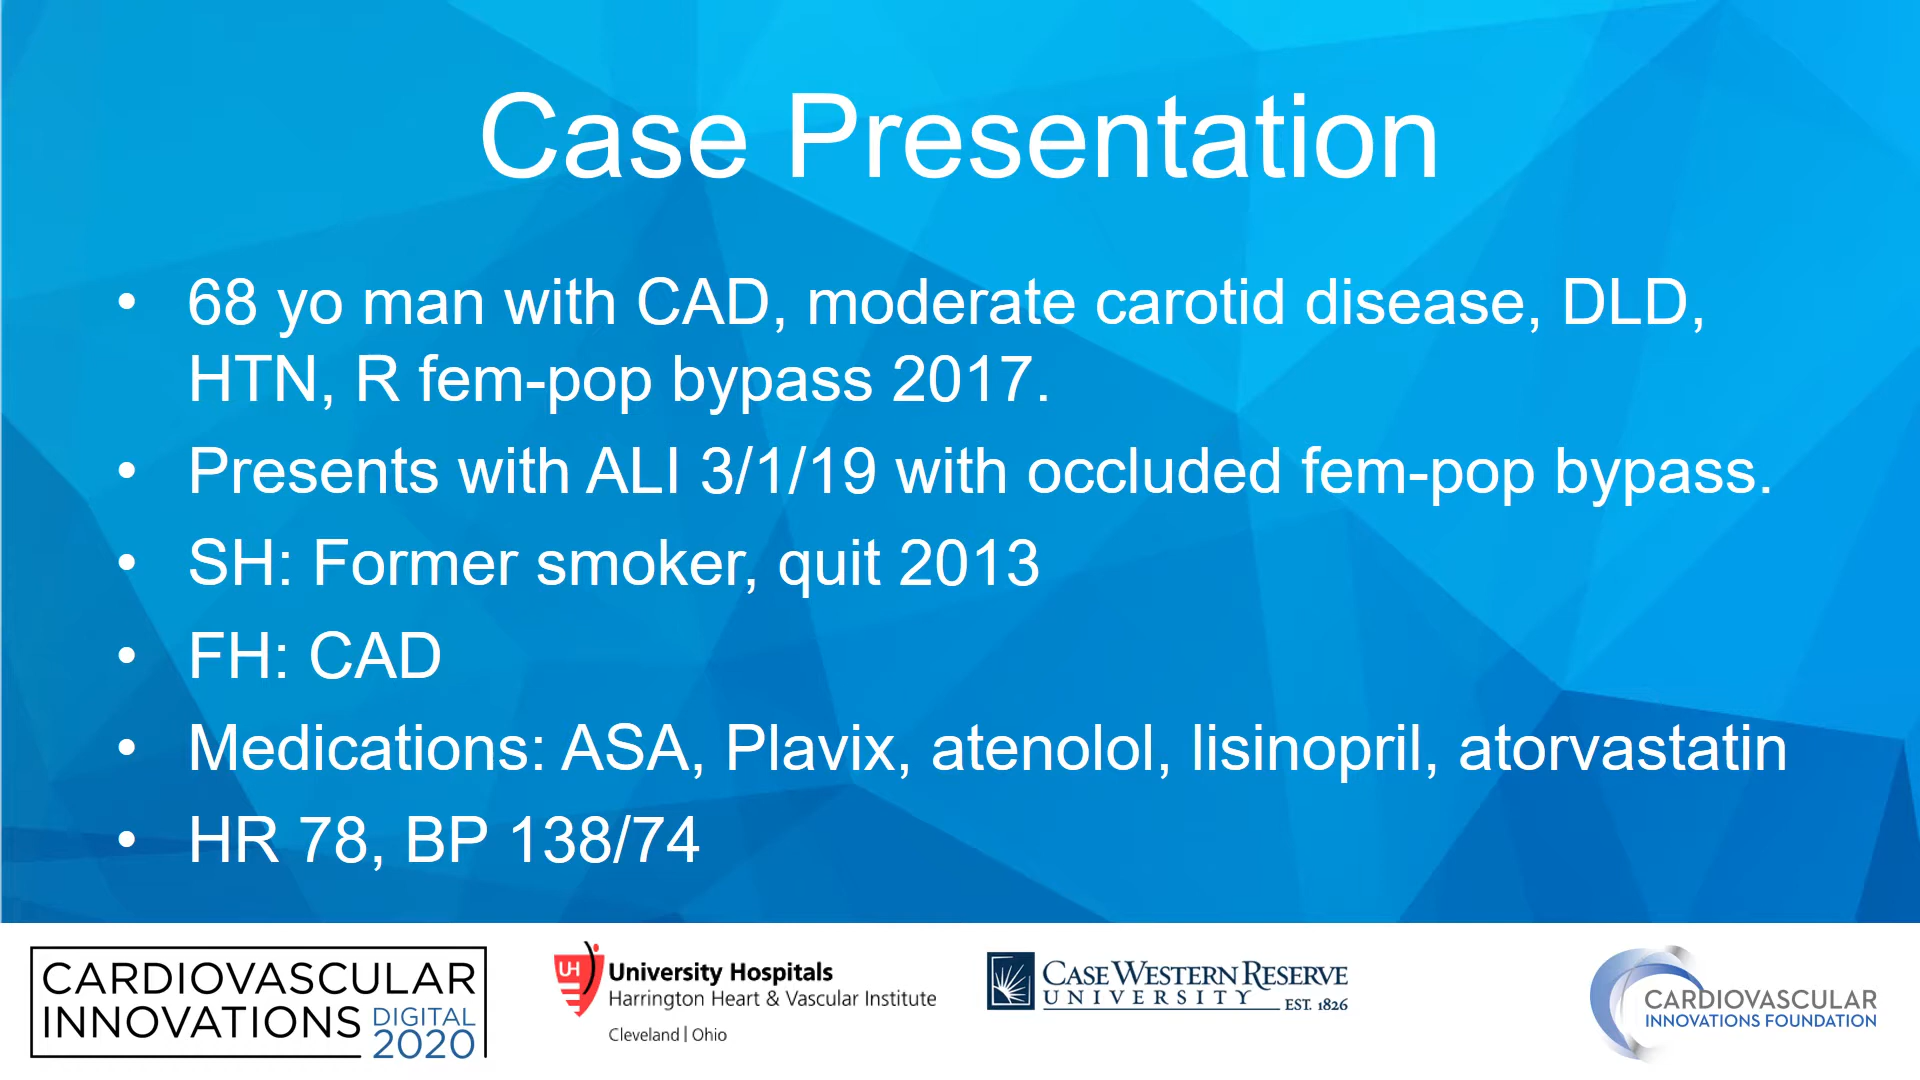 Case Presentation
• 68 yo man with CAD, moderate carotid disease, DLD,
HTN, R fem-pop bypass 2017.
• Presents with ALI 3/1/19 with occluded fem-pop bypass.
• SH: Former smoker, quit 2013
• FH: CAD
• Medications: ASA, Plavix, atenolol, lisinopril, atorvastatin
• HR 78, BP 138/74
CARDIOVASCULAR
INNOVATIONS DIGITAL
2020
UH
University Hospitals
Harrington Heart & Vascular Institute
Cleveland | Ohio
CASE WESTERN RESERVE
UNIVERSITY
EST. 1826
CARDIOVASCULAR
INNOVATIONS FOUNDATION